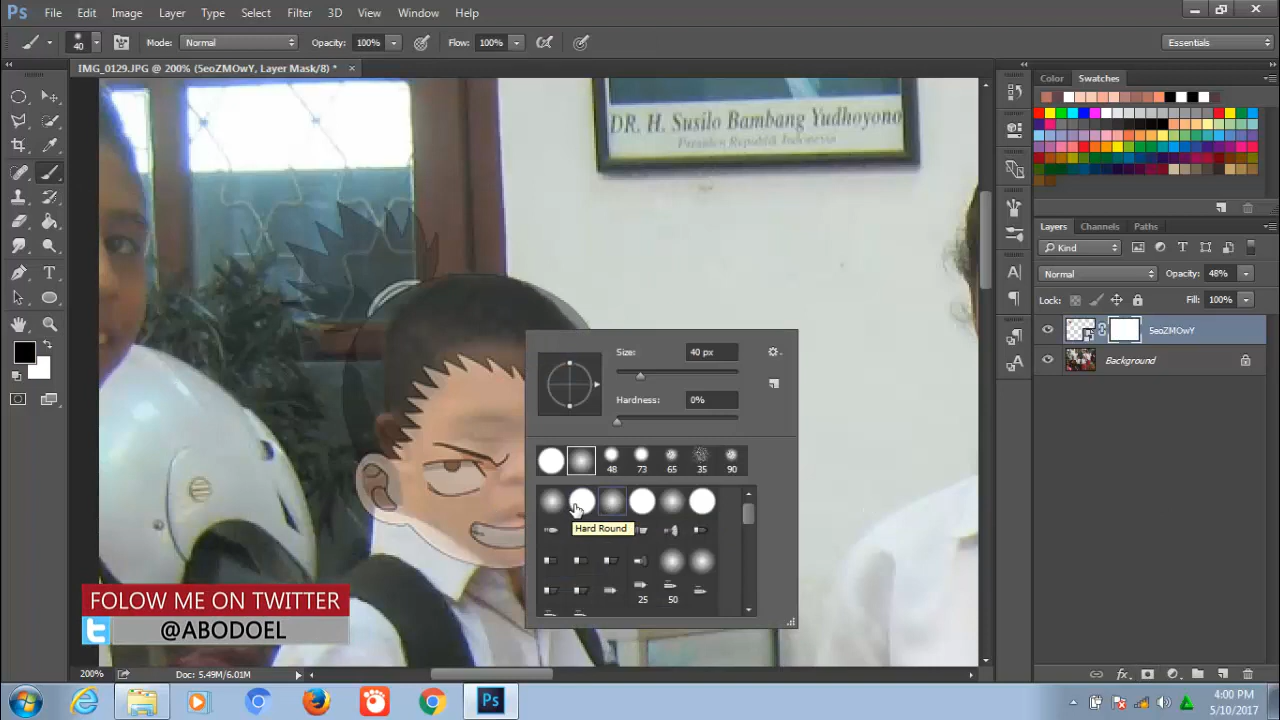 Ps File Edit Image Layer Type Select Filter 3D View Window Help
40 Mode: Normal Opacity: 100% Flow: 100% Essentials
IMG_0129.JPG @ 200% (5eoZMOwY, Layer Mask/8) * ×
Color Swatches
DR. H. Susilo Bambang Yudhoyono
Presiden Republik Indonesia
Layers Channels Paths
Kind
Normal Opacity: 48%
Lock: Fill: 100%
5eoZMOwY
Background
Size: 40 px
Hardness: 0%
48 73 65 35 90
Hard Round
25 50
FOLOW ME ON TWITTER
@ABODOEL
200% Doc: 5.49M/6.01M
Ps
4:00 PM
5/10/2017